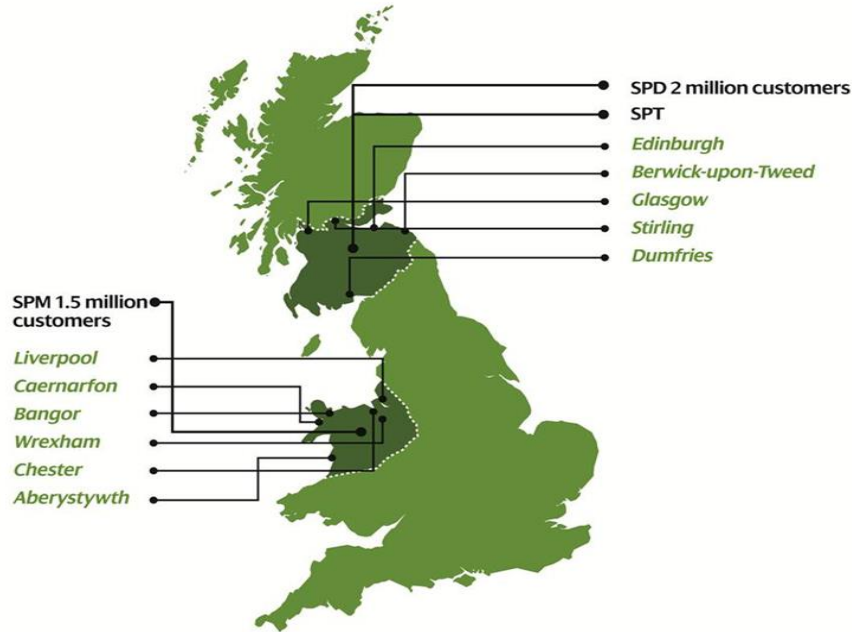 SPD 2 million customers
SPT
Edinburgh
Berwick-upon-Tweed
Glasgow
Stirling
Dumfries
SPM 1.5 million
customers
Liverpool
Caernarfon
Bangor
Wrexham
Chester
Aberystywth